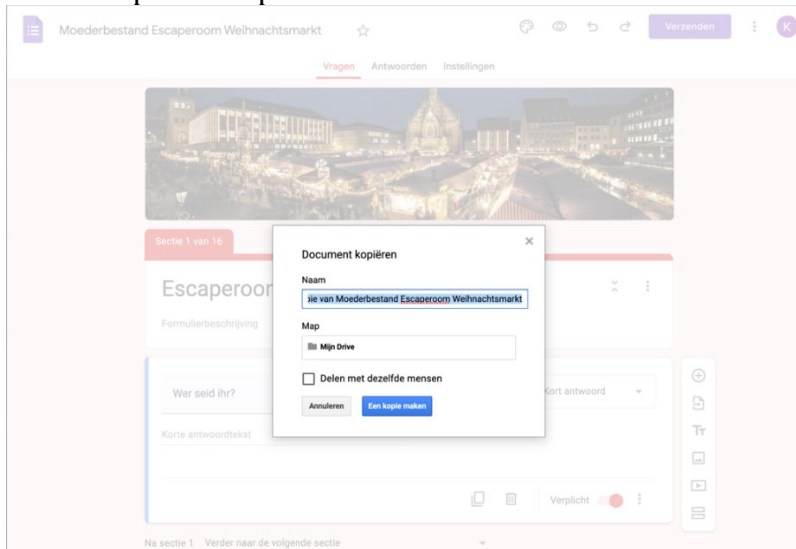 Moederbestand Escaperoom Weihnachtsmarkt
Verzenden
K
Vragen Antwoorden Instellingen
Sectie 1 van 16
Document kopiëren
Naam
pie van Moederbestand Escaperoom Weihnachtsmarkt
Map
Mijn Drive
Delen met dezelfde mensen
Annuleren Een kopie maken
Escaperoor
Formulierbeschrijving
Wer seid ihr?
Kort antwoord
Korte antwoordtekst
Tт
Verplicht
Na sectie 1 Verder naar de volgende sectie